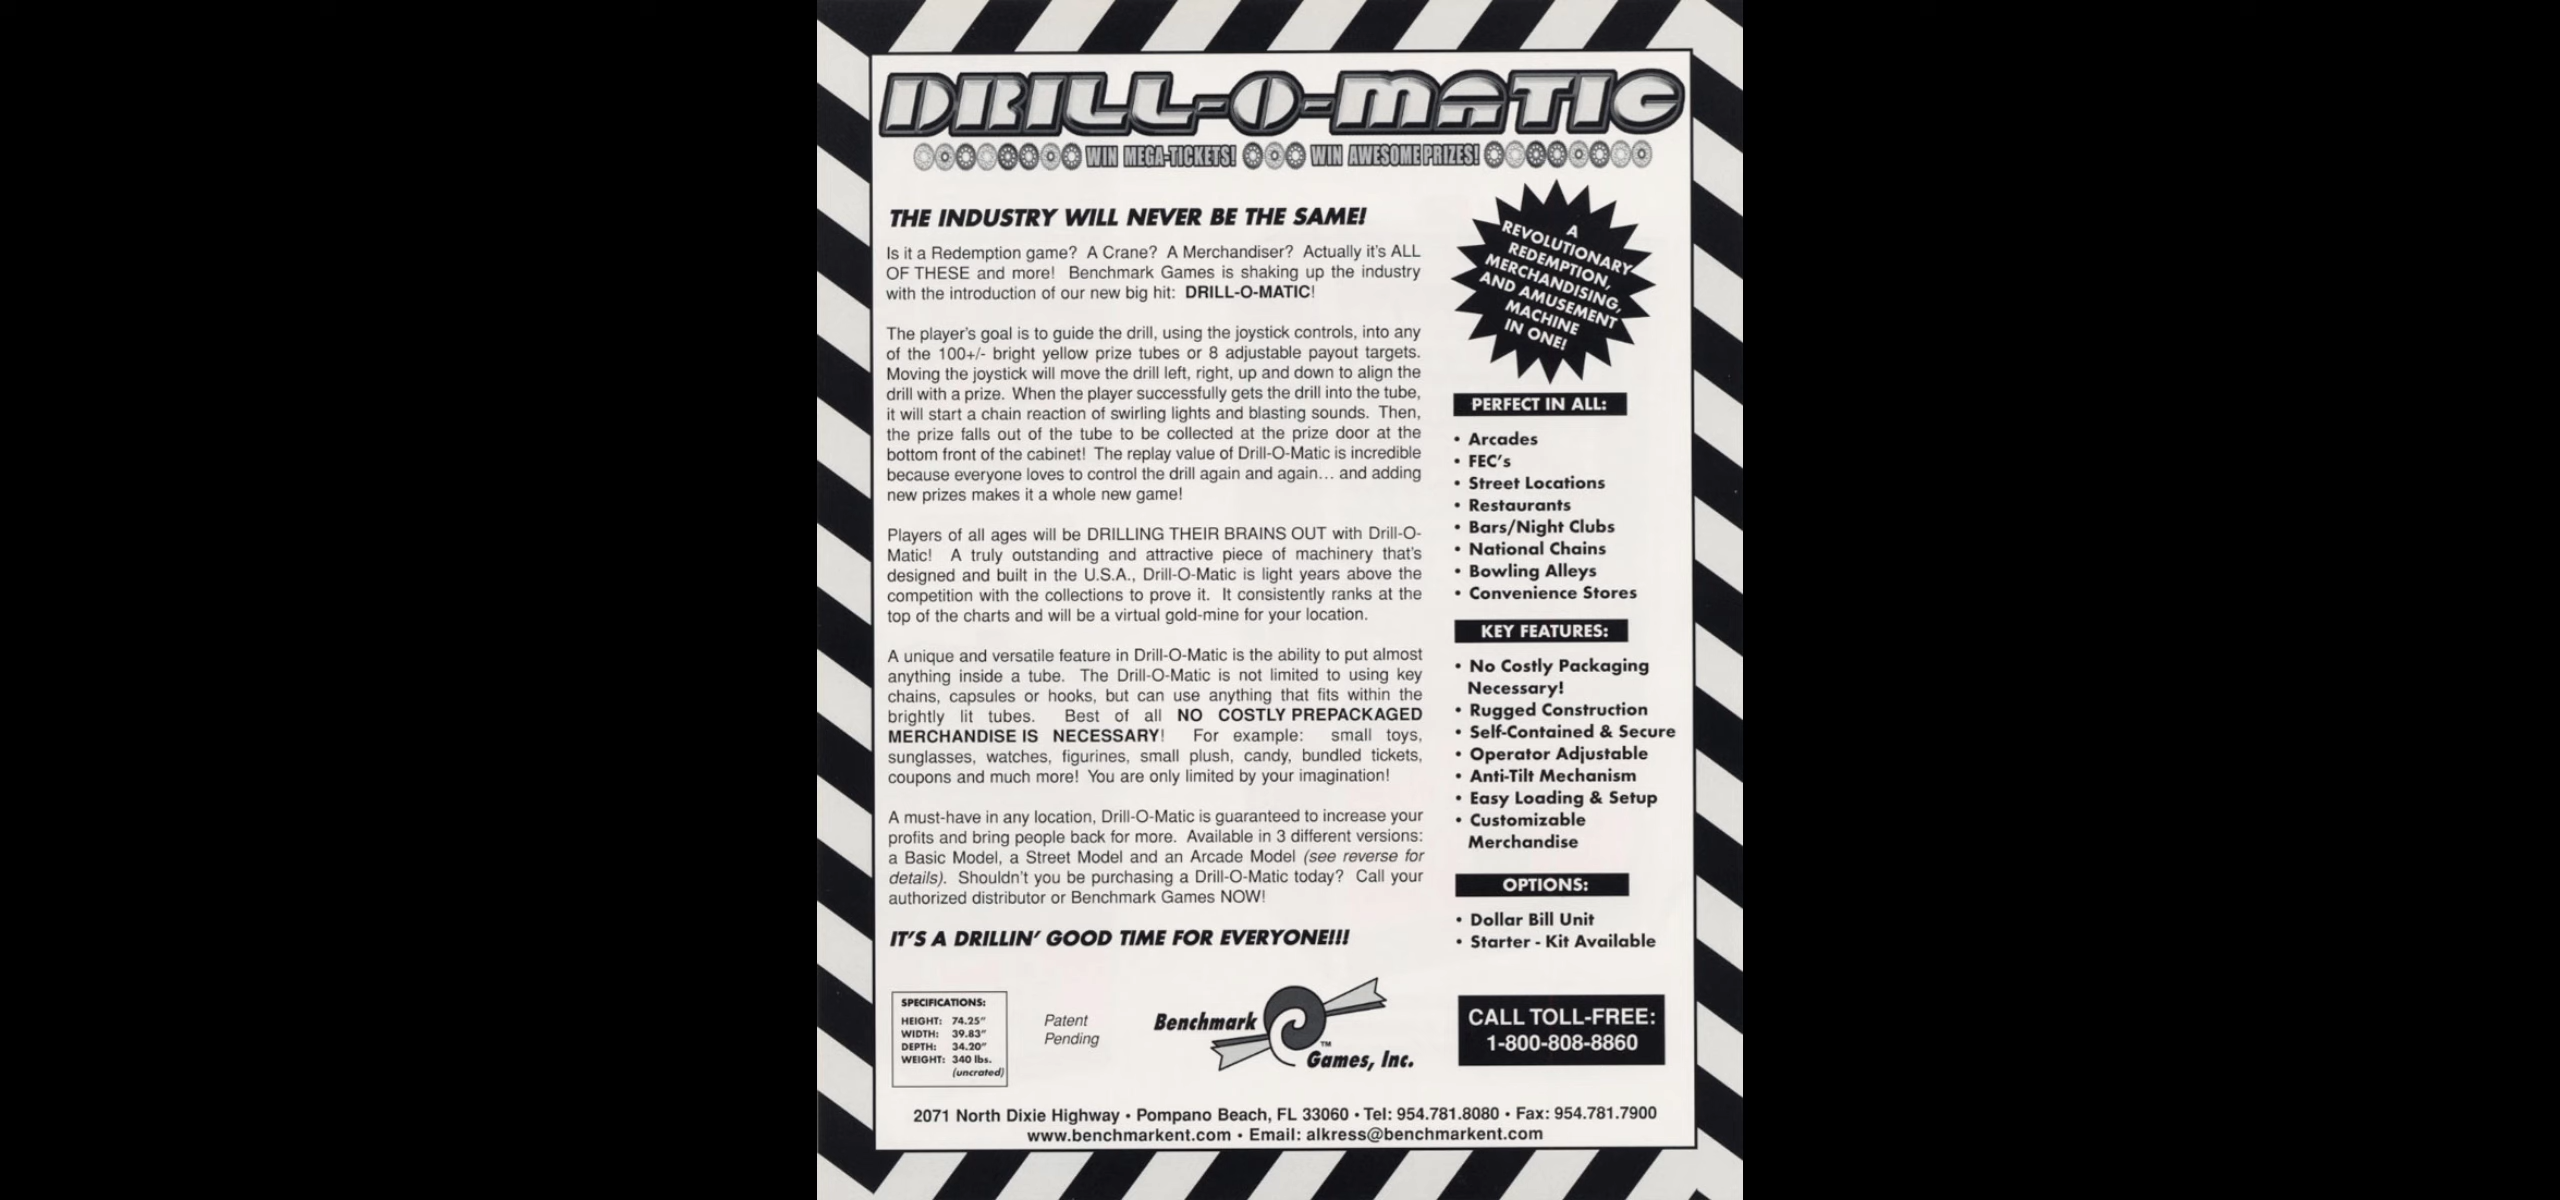 DRILL-O-MATIC
WIN MEGA-TICKETS! WIN AWESOME PRIZES!
THE INDUSTRY WILL NEVER BE THE SAME!
Is it a Redemption game? A Crane? A Merchandiser? Actually it's ALL
OF THESE and more! Benchmark Games is shaking up the industry
with the introduction of our new big hit: DRILL-O-MATIC!
The player's goal is to guide the drill, using the joystick controls, into any
of the 100+/- bright yellow prize tubes or 8 adjustable payout targets.
Moving the joystick will move the drill left, right, up and down to align the
drill with a prize. When the player successfully gets the drill into the tube,
it will start a chain reaction of swirling lights and blasting sounds. Then,
the prize falls out of the tube to be collected at the prize door at the
bottom front of the cabinet! The replay value of Drill-O-Matic is incredible
because everyone loves to control the drill again and again... and adding
new prizes makes it a whole new game!
Players of all ages will be DRILLING THEIR BRAINS OUT with Drill-O-
Matic! A truly outstanding and attractive piece of machinery that's
designed and built in the U.S.A., Drill-O-Matic is light years above the
competition with the collections to prove it. It consistently ranks at the
top of the charts and will be a virtual gold-mine for your location.
A unique and versatile feature in Drill-O-Matic is the ability to put almost
anything inside a tube. The Drill-O-Matic is not limited to using key
chains, capsules or hooks, but can use anything that fits within the
brightly lit tubes. Best of all NO COSTLY PREPACKAGED
MERCHANDISE IS NECESSARY! For example: small toys,
sunglasses, watches, figurines, small plush, candy, bundled tickets,
coupons and much more! You are only limited by your imagination!
A must-have in any location, Drill-O-Matic is guaranteed to increase your
profits and bring people back for more. Available in 3 different versions:
a Basic Model, a Street Model and an Arcade Model (see reverse for
details). Shouldn't you be purchasing a Drill-O-Matic today? Call your
authorized distributor or Benchmark Games NOW!
IT'S A DRILLIN' GOOD TIME FOR EVERYONE!!!
A
REVOLUTIONARY
REDEMPTION,
MERCHANDISING,
AND AMUSEMENT
MACHINE
IN ONE!
PERFECT IN ALL:
• Arcades
• FEC's
• Street Locations
• Restaurants
• Bars/Night Clubs
• National Chains
• Bowling Alleys
• Convenience Stores
KEY FEATURES:
• No Costly Packaging
Necessary!
• Rugged Construction
• Self-Contained & Secure
• Operator Adjustable
• Anti-Tilt Mechanism
• Easy Loading & Setup
• Customizable
Merchandise
OPTIONS:
• Dollar Bill Unit
• Starter - Kit Available
SPECIFICATIONS:
HEIGHT: 74.25"
WIDTH: 39.83"
DEPTH: 34.20"
WEIGHT: 340 lbs.
(uncrated)
Patent
Pending
Benchmark
Games, Inc.
TM
CALL TOLL-FREE:
1-800-808-8860
2071 North Dixie Highway • Pompano Beach, FL 33060 • Tel: 954.781.8080 • Fax: 954.781.7900
www.benchmarkent.com • Email: alkress@benchmarkent.com